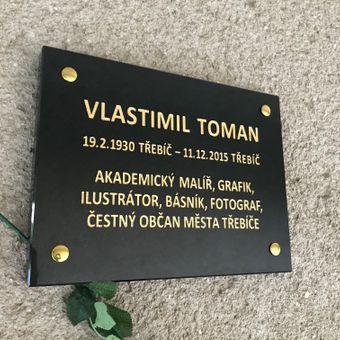 VLASTIMIL TOMAN
19.2.1930 TŘEBÍČ – 11.12.2015 TŘEBÍČ
AKADEMICKÝ MALÍŘ, GRAFIK,
ILUSTRÁTOR, BÁSNÍK, FOTOGRAF,
ČESTNÝ OBČAN MĚSTA TŘEBÍČE